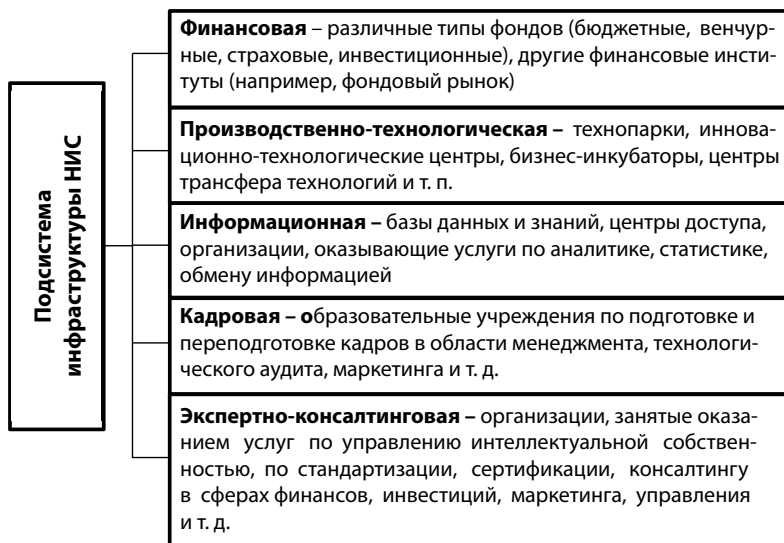 Подсистема
инфраструктуры НИС
Финансовая – различные типы фондов (бюджетные, венчур-
ные, страховые, инвестиционные), другие финансовые инсти-
туты (например, фондовый рынок)
Производственно-технологическая – технопарки, иннова-
ционно-технологические центры, бизнес-инкубаторы, центры
трансфера технологий и т. п.
Информационная – базы данных и знаний, центры доступа,
организации, оказывающие услуги по аналитике, статистике,
обмену информацией
Кадровая – образовательные учреждения по подготовке и
переподготовке кадров в области менеджмента, технологи-
ческого аудита, маркетинга и т. д.
Экспертно-консалтинговая – организации, занятые оказа-
нием услуг по управлению интеллектуальной собствен-
ностью, по стандартизации, сертификации, консалтингу
в сферах финансов, инвестиций, маркетинга, управления
и т. д.